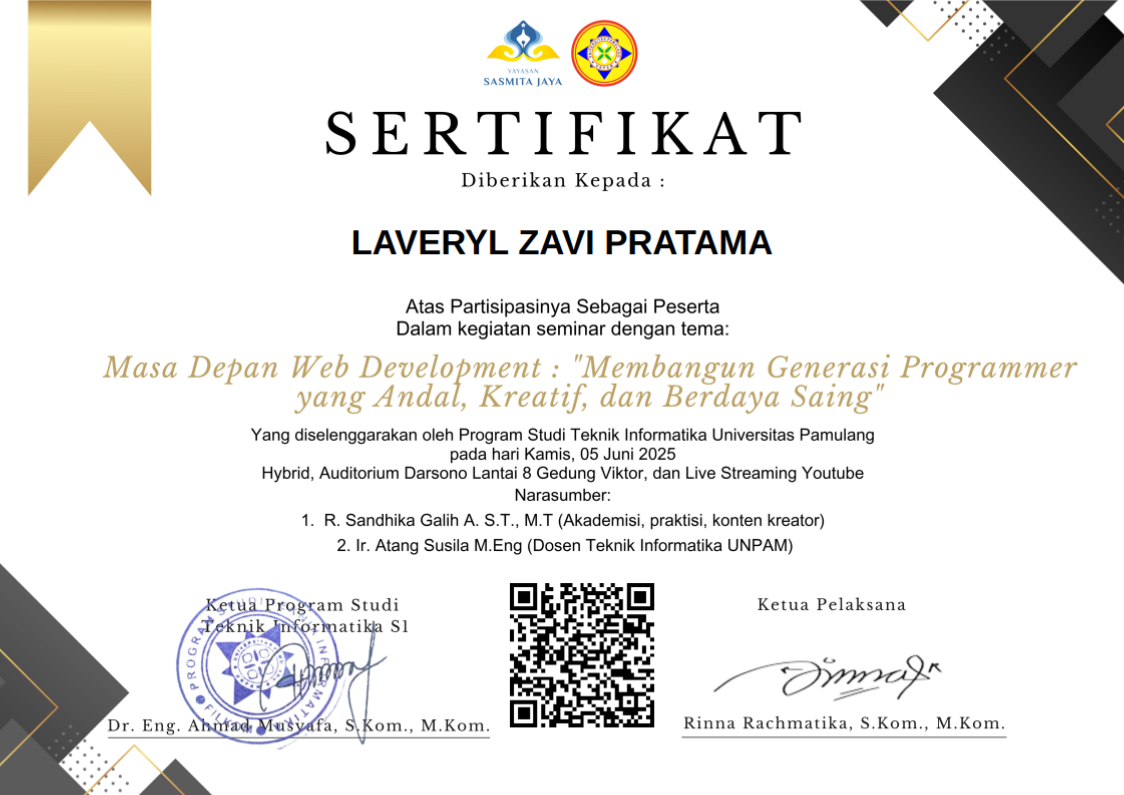 YAYASAN
SASMITA JAYA
SERTIFIKAT
Diberikan Kepada :
LAVERYL ZAVI PRATAMA
Atas Partisipasinya Sebagai Peserta
Dalam kegiatan seminar dengan tema:
Masa Depan Web Development : "Membangun Generasi Programmer
yang Andal, Kreatif, dan Berdaya Saing"
Yang diselenggarakan oleh Program Studi Teknik Informatika Universitas Pamulang
pada hari Kamis, 05 Juni 2025
Hybrid, Auditorium Darsono Lantai 8 Gedung Viktor, dan Live Streaming Youtube
Narasumber:
1. R. Sandhika Galih A. S.T., M.T (Akademisi, praktisi, konten kreator)
2. Ir. Atang Susila M.Eng (Dosen Teknik Informatika UNPAM)
Ketua Program Studi
Teknik Informatika S1
Dr. Eng. Ahmad Musyafa, S.Kom., M.Kom.
Ketua Pelaksana
Rinna Rachmatika, S.Kom., M.Kom.